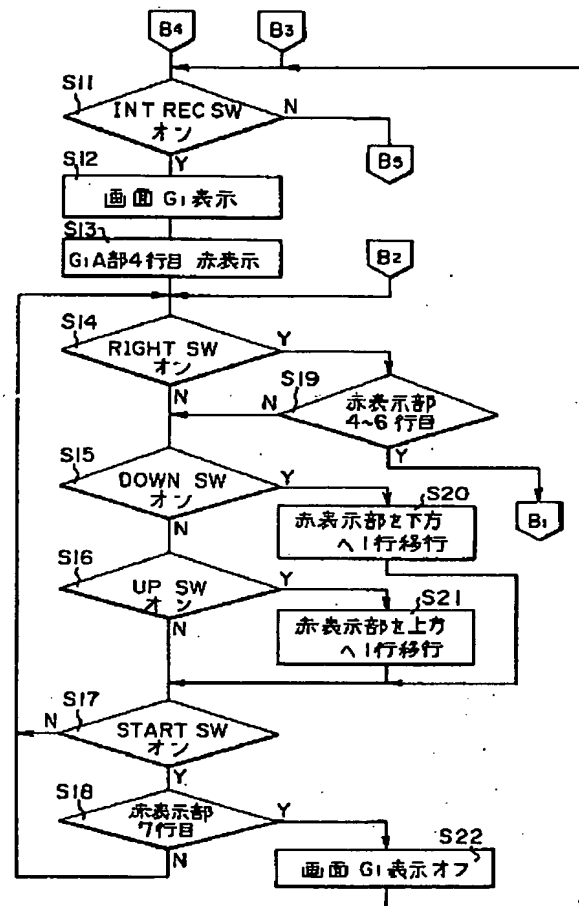 B4
B3
S11
INT REC SW
オン
N
Y
B5
S12
画面 G1 表示
S13
G1A部4行目 赤表示
B2
S14
RIGHT SW
オン
Y
N
S19
赤表示部
4~6 行目
N
Y
B1
S15
DOWN SW
オン
Y
N
S20
赤表示部を下方
へ1行移行
S16
UP SW
オン
Y
N
S21
赤表示部を上方
へ1行移行
S17
START SW
オン
N
Y
S18
赤表示部
7行目
Y
N
S22
画面 G1 表示オフ